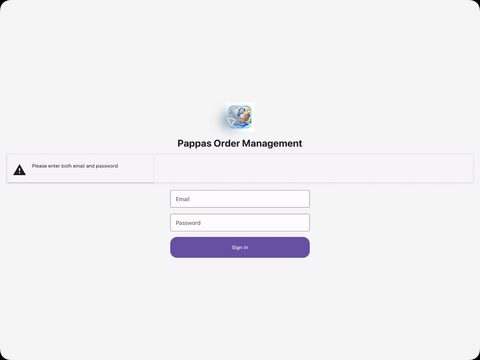 Pappas Order Management
Please enter both email and password
Email
Password
Sign In